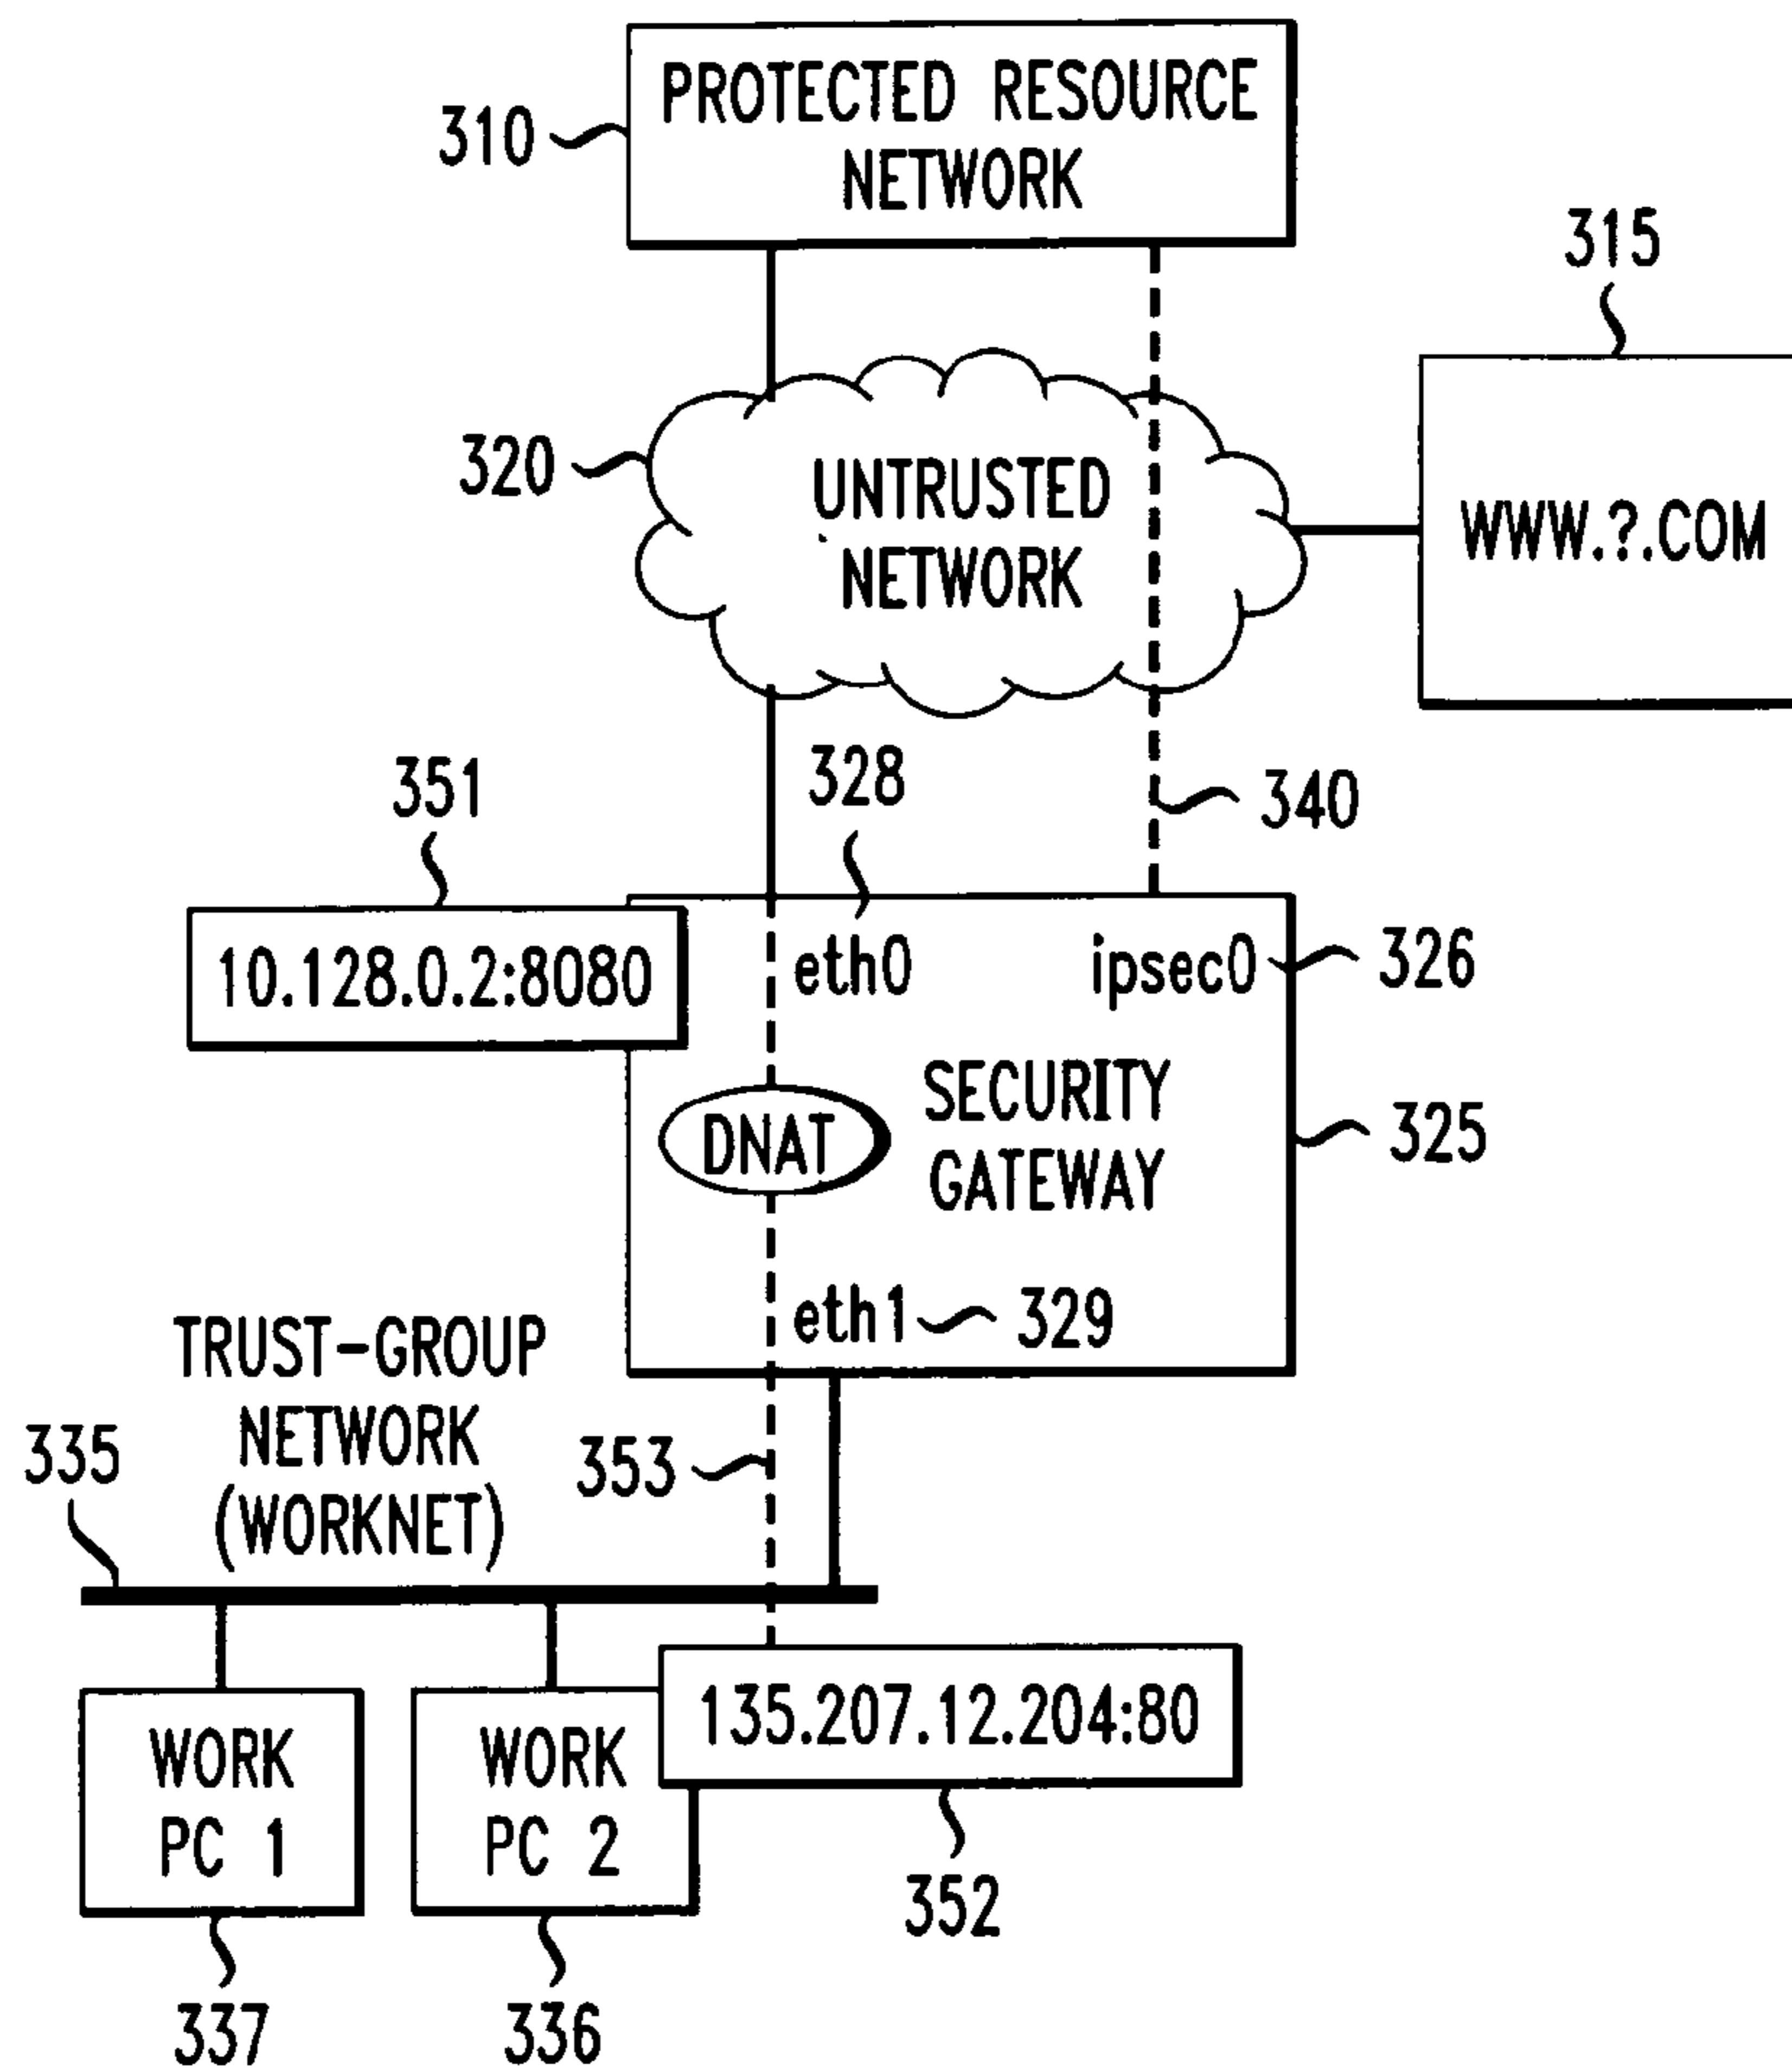 PROTECTED RESOURCE
NETWORK
310
315
320
UNTRUSTED
NETWORK
WWW.?.COM
351
328
340
10.128.0.2:8080
eth0
ipsec0
326
SECURITY
GATEWAY
DNAT
325
eth1
329
TRUST-GROUP
NETWORK
(WORKNET)
335
353
135.207.12.204:80
WORK
PC 1
WORK
PC 2
352
337
336